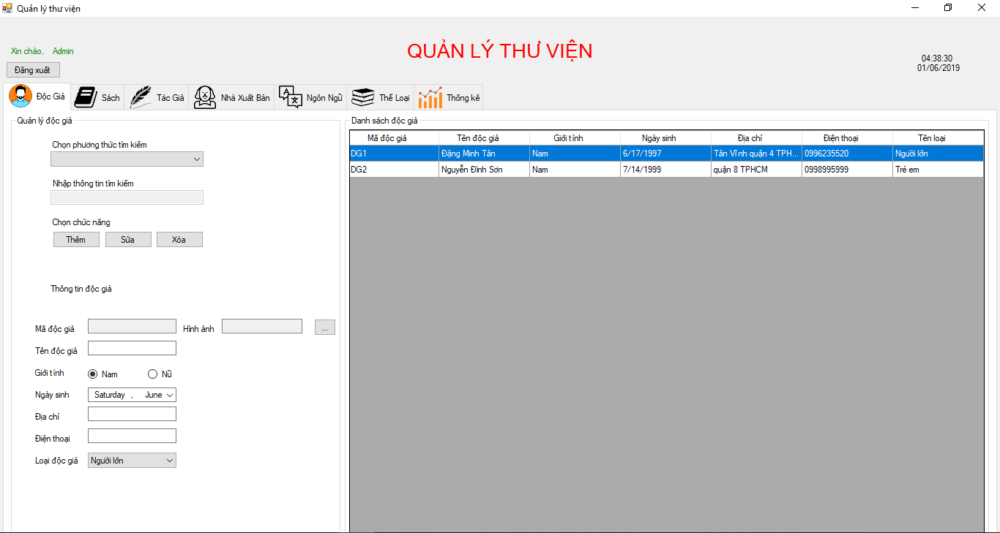 Quản lý thư viện
QUẢN LÝ THƯ VIỆN
Xin chào, Admin
Đăng xuất
04:38:30
01/06/2019
Độc Giả Sách Tác Giả Nhà Xuất Bản Ngôn Ngữ Thể Loại Thống kê
Quản lý độc giả
Chọn phương thức tìm kiếm
Nhập thông tin tìm kiếm
Chọn chức năng
Thêm Sửa Xóa
Thông tin độc giả
Mã độc giả Hình ảnh ...
Tên độc giả
Giới tính Nam Nữ
Ngày sinh Saturday , June
Địa chỉ
Điện thoại
Loại độc giả Người lớn
Danh sách độc giả
Mã độc giả Tên độc giả Giới tính Ngày sinh Địa chỉ Điện thoại Tên loại
DG1 Đặng Minh Tân Nam 6/17/1997 Tân Vĩnh quận 4 TPH... 0996235520 Người lớn
DG2 Nguyễn Đình Sơn Nam 7/14/1999 quận 8 TPHCM 0998995999 Trẻ em